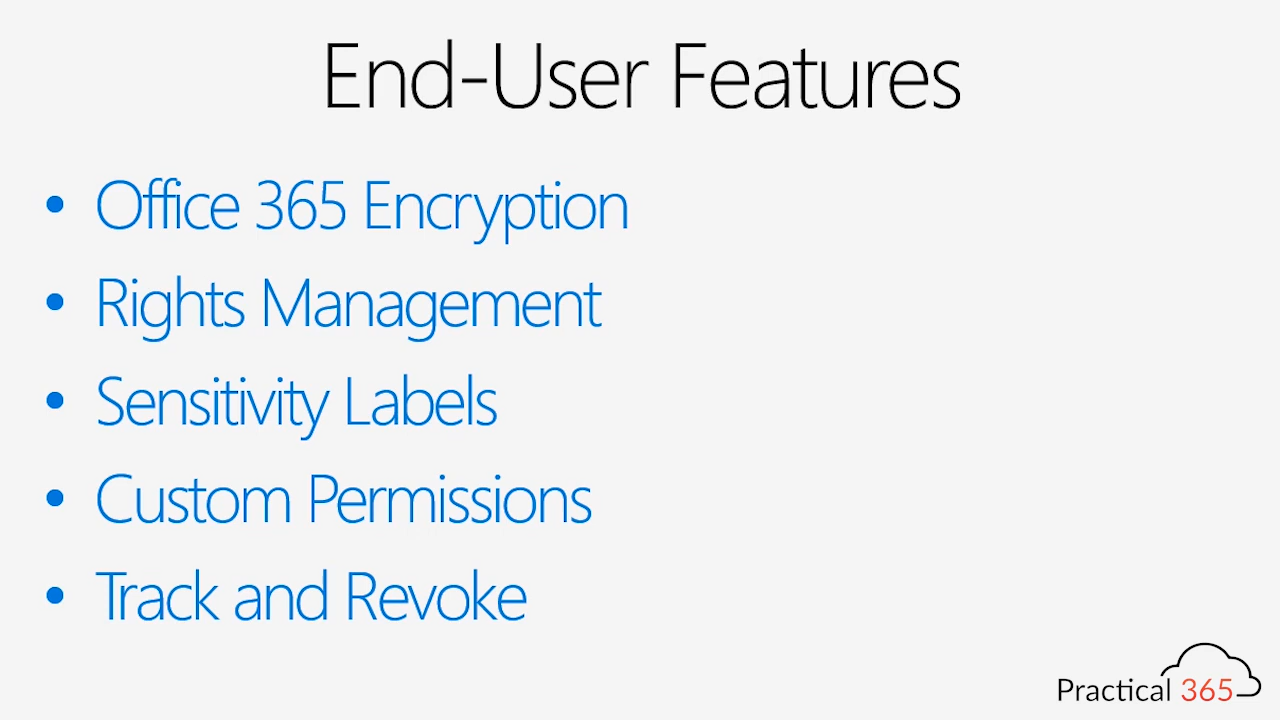 End-User Features
• Office 365 Encryption
• Rights Management
• Sensitivity Labels
• Custom Permissions
• Track and Revoke
Practical 365